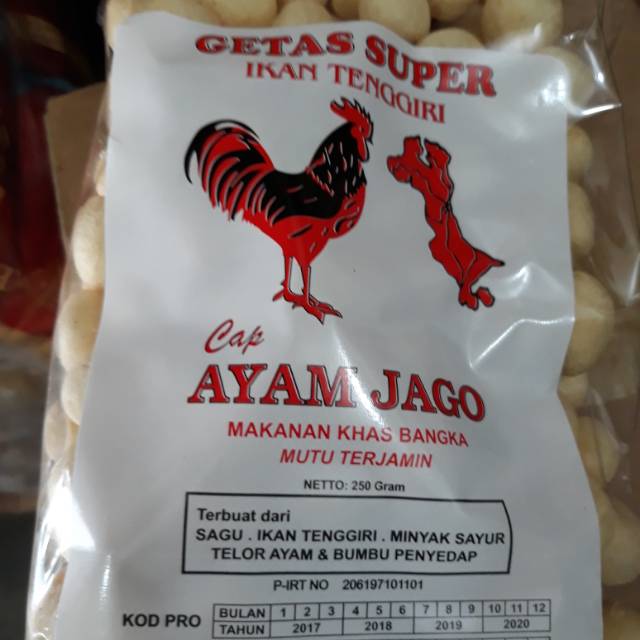 GETAS SUPER
IKAN TENGGIRI
Cap
AYAM JAGO
MAKANAN KHAS BANGKA
MUTU TERJAMIN
NETTO: 250 Gram
Terbuat dari
SAGU . IKAN TENGGIRI . MINYAK SAYUR
TELOR AYAM & BUMBU PENYEDAP
P-IRT NO 206197101101
KOD PRO
BULAN 1 2 3 4 5 6 7 8 9 10 11 12
TAHUN 2017 2018 2019 2020